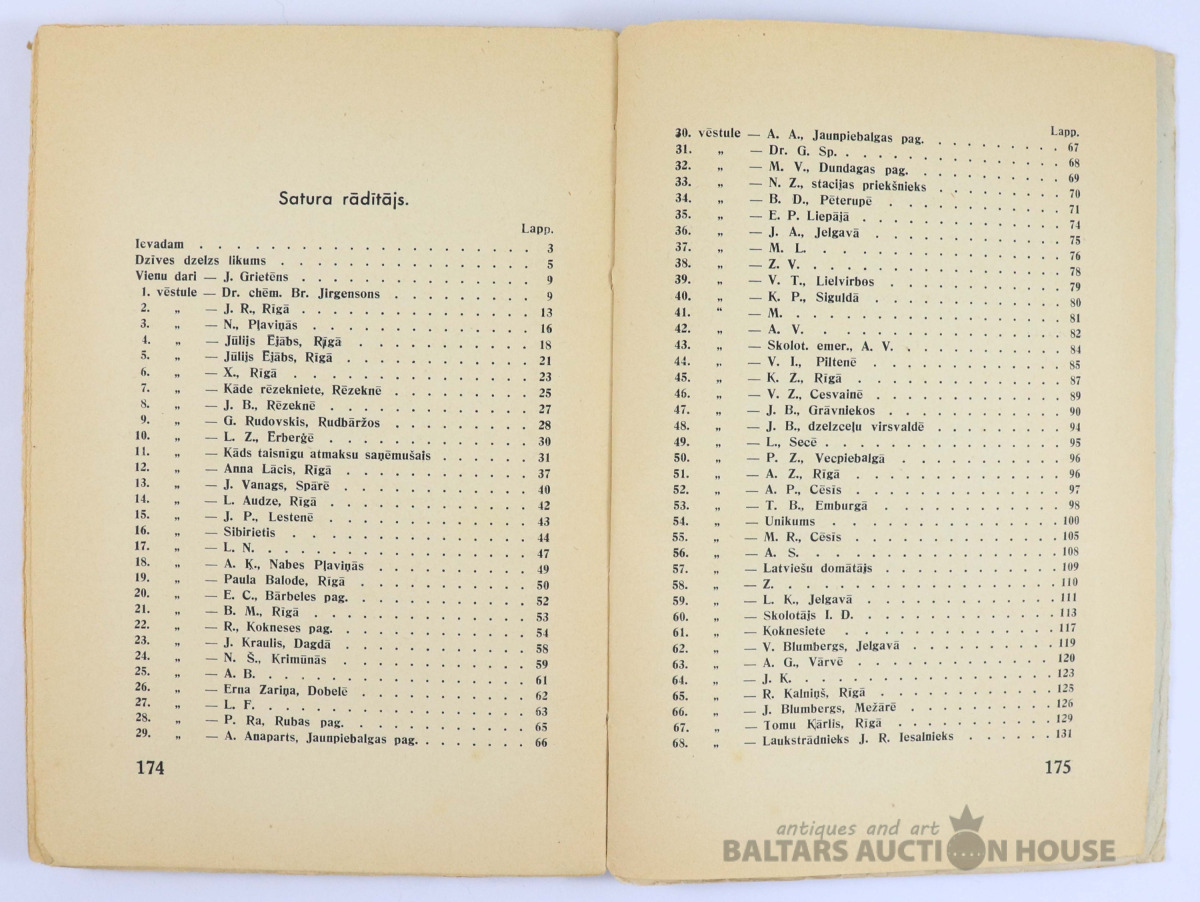 Satura rādītājs.
Lapp.
Ievadam . . . . . . . . . . . . . . . 3
Dzīves dzelzs likums . . . . . . . . . . . . 5
Vienu dari — J. Grietēns . . . . . . . . . . 9
1. vēstule — Dr. chēm. Br. Jirgensons . . . . . . 9
2. „ — J. R., Rīgā . . . . . . . . . . 13
3. „ — N., Pļaviņās . . . . . . . . . . 16
4. „ — Jūlijs Ējābs, Rīgā . . . . . . . . 18
5. „ — Jūlijs Ējābs, Rīgā . . . . . . . . 21
6. „ — X., Rīgā . . . . . . . . . . 23
7. „ — Kāde rēzekniete, Rēzeknē . . . . . . 25
8. „ — J. B., Rēzeknē . . . . . . . . . 27
9. „ — G. Rudovskis, Rudbāržos . . . . . . 28
10. „ — L. Z., Ērberģē . . . . . . . . . 30
11. „ — Kāds taisnīgu atmaksu saņēmušais . . . . 31
12. „ — Anna Lācis, Rīgā . . . . . . . . 37
13. „ — J. Vanags, Spārē . . . . . . . . 40
14. „ — L. Audze, Rīgā . . . . . . . . . 42
15. „ — J. P., Lestenē . . . . . . . . . 43
16. „ — Sibirietis . . . . . . . . . . 44
17. „ — L. N. . . . . . . . . . . . 47
18. „ — A. Ķ., Nabes Pļaviņās . . . . . . . 49
19. „ — Paula Balode, Rīgā . . . . . . . . 50
20. „ — E. C., Bārbeles pag. . . . . . . . 52
21. „ — B. M., Rīgā . . . . . . . . . 53
22. „ — R., Kokneses pag. . . . . . . . . 54
23. „ — J. Kraulis, Dagdā . . . . . . . . 58
24. „ — N. Š., Krimūnās . . . . . . . . 59
25. „ — A. B. . . . . . . . . . . . 61
26. „ — Erna Zariņa, Dobelē . . . . . . . 62
27. „ — L. F. . . . . . . . . . . . 63
28. „ — P. Ra, Rubas pag. . . . . . . . . 65
29. „ — A. Anaparts, Jaunpiebalgas pag. . . . . . 66
174
Lapp.
30. vēstule — A. A., Jaunpiebalgas pag. . . . . . . 67
31. „ — Dr. G. Sp. . . . . . . . . . . 68
32. „ — M. V., Dundagas pag. . . . . . . . 69
33. „ — N. Z., stacijas priekšnieks . . . . . . 70
34. „ — B. D., Pēterupē . . . . . . . . 71
35. „ — E. P. Liepājā . . . . . . . . . 74
36. „ — J. A., Jelgavā . . . . . . . . . 75
37. „ — M. L. . . . . . . . . . . . 76
38. „ — Z. V. . . . . . . . . . . . 78
39. „ — V. T., Lielvirbos . . . . . . . . 79
40. „ — K. P., Siguldā . . . . . . . . . 80
41. “ — M. . . . . . . . . . . . . 81
42. „ — A. V. . . . . . . . . . . . 82
43. „ — Skolot. emer., A. V. . . . . . . . 84
44. „ — V. I., Piltenē . . . . . . . . . 85
45. „ — K. Z., Rīgā . . . . . . . . . 87
46. „ — V. Z., Cesvainē . . . . . . . . 89
47. „ — J. B., Grāvniekos . . . . . . . . 90
48. „ — J. B., dzelzceļu virsvaldē . . . . . . 94
49. „ — L., Secē . . . . . . . . . . 95
50. „ — P. Z., Vecpiebalgā . . . . . . . . 96
51. „ — A. Z., Rīgā . . . . . . . . . 96
52. „ — A. P., Cēsīs . . . . . . . . . 97
53. „ — T. B., Emburgā . . . . . . . . 98
54. „ — Unikums . . . . . . . . . . 100
55. „ — M. R., Cēsīs . . . . . . . . . 105
56. „ — A. S. . . . . . . . . . . . 108
57. „ — Latviešu domātājs . . . . . . . . 109
58. „ — Z. . . . . . . . . . . . . 110
59. „ — L. K., Jelgavā . . . . . . . . . 111
60. „ — Skolotājs I. D. . . . . . . . . . 113
61. „ — Koknesiete . . . . . . . . . . 117
62. „ — V. Blumbergs, Jelgavā . . . . . . . 119
63. „ — A. G., Vārvē . . . . . . . . . 120
64. „ — J. K. . . . . . . . . . . . 123
65. „ — R. Kalniņš, Rīgā . . . . . . . . 125
66. „ — J. Blumbergs, Mežārē . . . . . . . 126
67. „ — Tomu Kārlis, Rīgā . . . . . . . . 129
68. „ — Laukstrādnieks J. R. Iesalnieks . . . . . 131
175
antiques and art
BALTARS AUCTION HOUSE